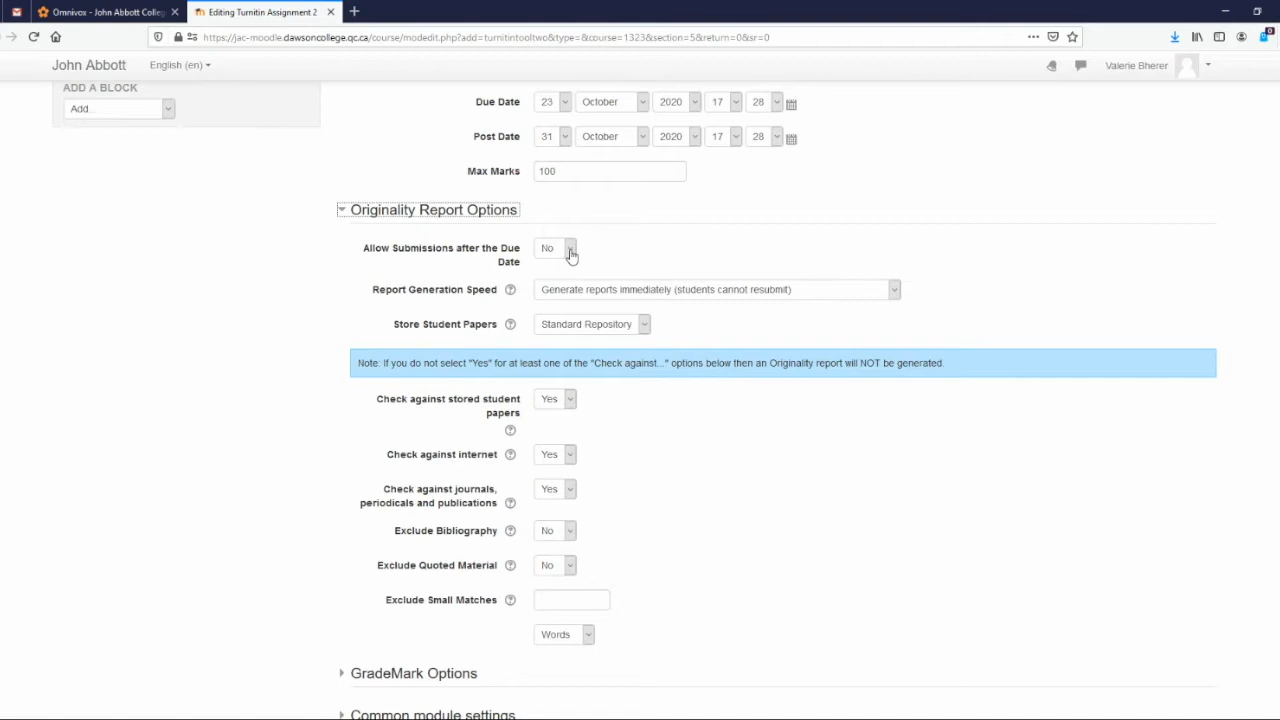 Omnivox - John Abbott Colleg
Editing Turnitin Assignment 2
https://jac-moodle.dawsoncollege.qc.ca/course/modedit.php?add=turnitintooltwo&type=&course=1323&section=5&return=0&sr=0
John Abbott
English (en)
Valerie Bherer
ADD A BLOCK
Add...
Due Date 23 October 2020 17 28
Post Date 31 October 2020 17 28
Max Marks 100
Originality Report Options
Allow Submissions after the Due No
Date
Report Generation Speed Generate reports immediately (students cannot resubmit)
Store Student Papers Standard Repository
Note: If you do not select "Yes" for at least one of the "Check against..." options below then an Originality report will NOT be generated.
Check against stored student Yes
papers
Check against internet Yes
Check against journals, Yes
periodicals and publications
Exclude Bibliography No
Exclude Quoted Material No
Exclude Small Matches
Words
GradeMark Options
Common module settings